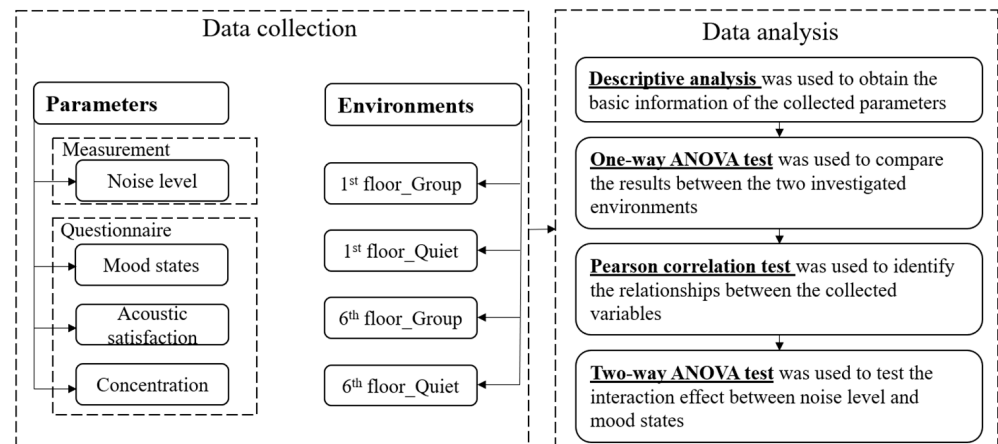 Data collection
Parameters
Measurement
Noise level
Questionnaire
Mood states
Acoustic
satisfaction
Concentration
Environments
1st floor_Group
1st floor_Quiet
6th floor_Group
6th floor_Quiet
Data analysis
Descriptive analysis was used to obtain the
basic information of the collected parameters
One-way ANOVA test was used to compare
the results between the two investigated
environments
Pearson correlation test was used to identify
the relationships between the collected
variables
Two-way ANOVA test was used to test the
interaction effect between noise level and
mood states